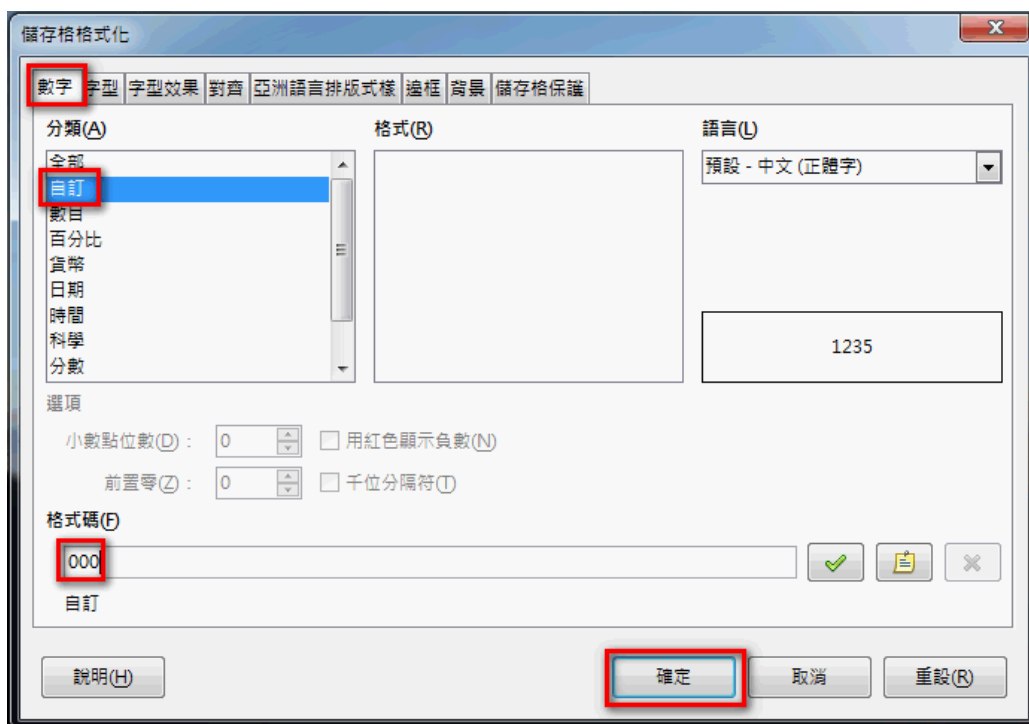 儲存格格式化
數字 字型 字型效果 對齊 亞洲語言排版式樣 邊框 背景 儲存格保護
分類(A) 格式(R) 語言(L)
全部
自訂
數目
百分比
貨幣
日期
時間
科學
分數
預設 - 中文 (正體字)
1235
選項
小數點位數(D)： 0 用紅色顯示負數(N)
前置零(Z)： 0 千位分隔符(T)
格式碼(F)
000
自訂
說明(H) 確定 取消 重設(R)